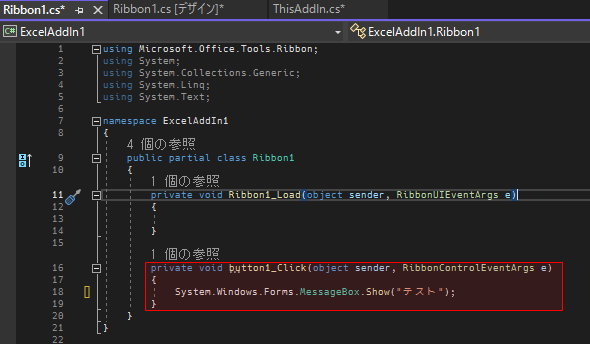 Ribbon1.cs* Ribbon1.cs [デザイン]* ThisAddIn.cs*
C# ExcelAddIn1 ExcelAddIn1.Ribbon1
1 using Microsoft.Office.Tools.Ribbon;
2 using System;
3 using System.Collections.Generic;
4 using System.Linq;
5 using System.Text;
6
7 namespace ExcelAddIn1
8 {
4 個の参照
9 public partial class Ribbon1
10 {
1 個の参照
11 private void Ribbon1_Load(object sender, RibbonUIEventArgs e)
12 {
13
14 }
15
1 個の参照
16 private void button1_Click(object sender, RibbonControlEventArgs e)
17 {
18 System.Windows.Forms.MessageBox.Show("テスト");
19 }
20 }
21 }
22